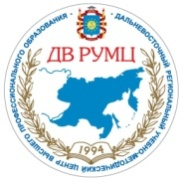 ДАЛЬНЕВОСТОЧНЫЙ РЕГИОНАЛЬНЫЙ УЧЕБНО-МЕТОДИЧЕСКИЙ ЦЕНТР ВЫСШЕГО ПРОФЕССИОНАЛЬНОГО ОБРАЗОВАНИЯ
ДВ РУМЦ
1994